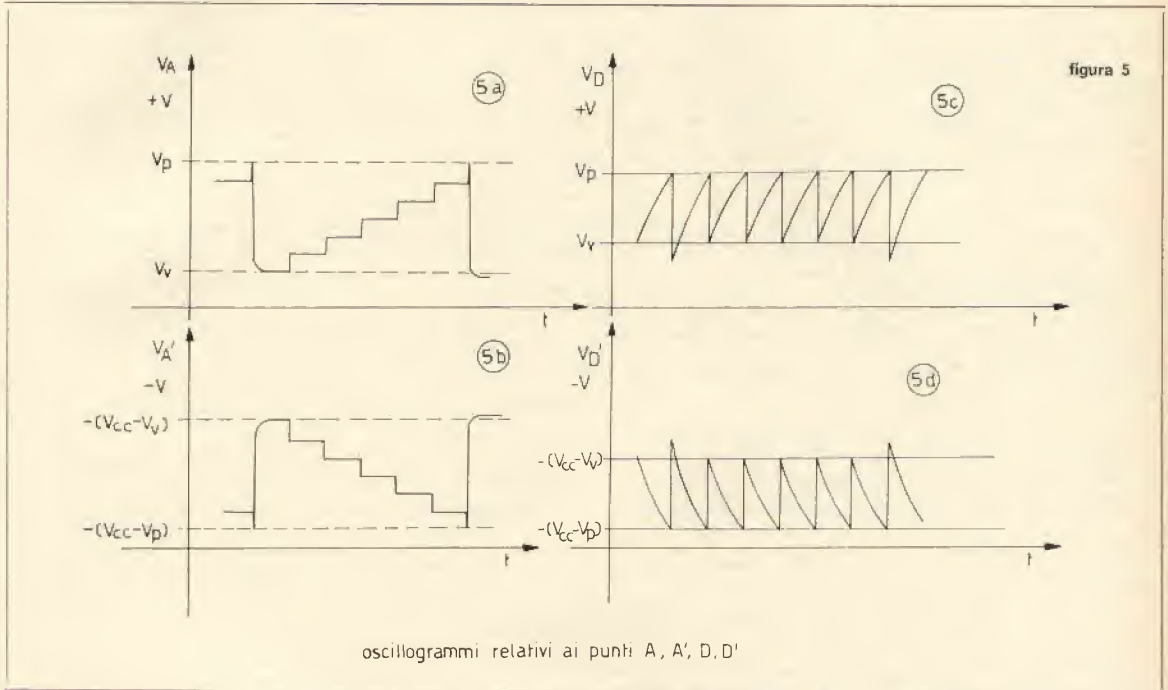 figura 5
VA
+V
5a
Vp
Vv
t
VD
+V
5c
Vp
Vv
t
VA'
-V
5b
-(Vcc-Vv)
-(Vcc-Vp)
t
VD'
-V
5d
-(Vcc-Vv)
-(Vcc-Vp)
t
oscillogrammi relativi ai punti A, A', D, D'